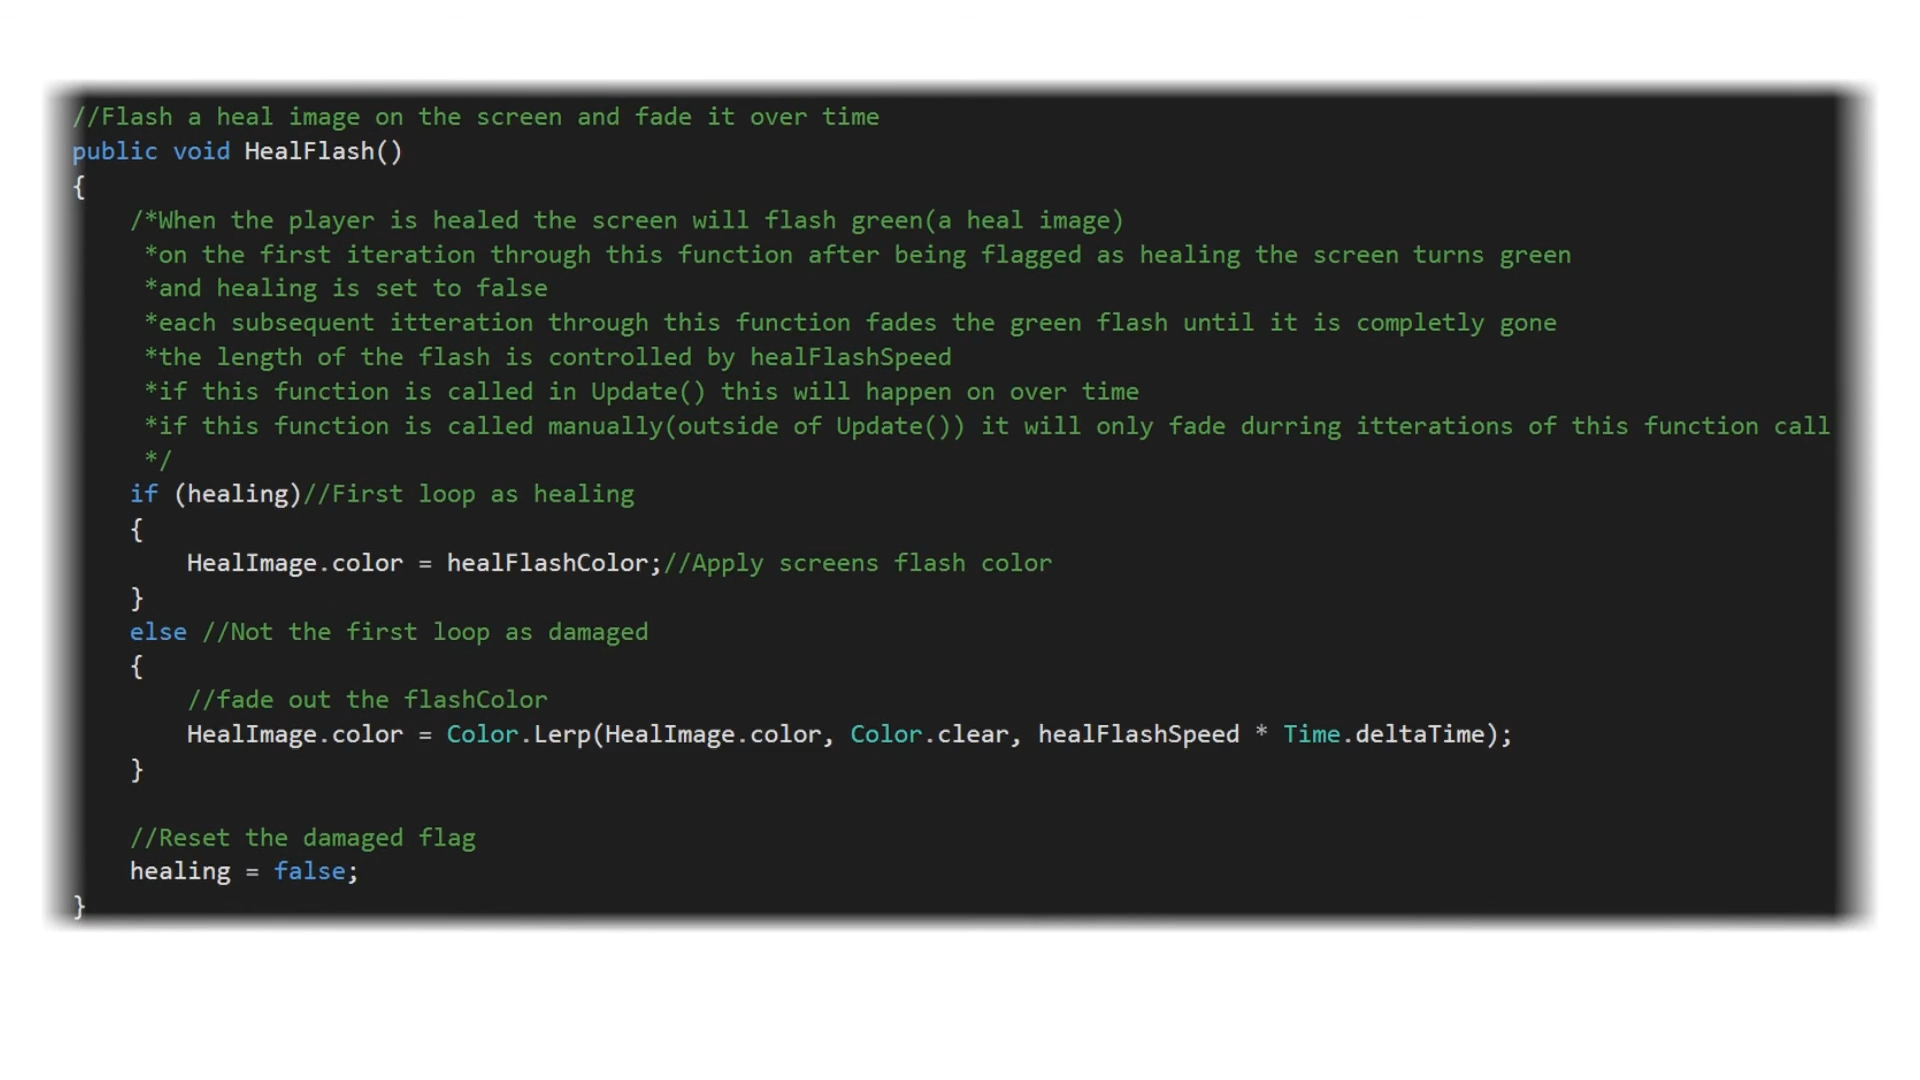 //Flash a heal image on the screen and fade it over time
public void HealFlash()
{
/*When the player is healed the screen will flash green(a heal image)
*on the first iteration through this function after being flagged as healing the screen turns green
*and healing is set to false
*each subsequent itteration through this function fades the green flash until it is completly gone
*the length of the flash is controlled by healFlashSpeed
*if this function is called in Update() this will happen on over time
*if this function is called manually(outside of Update()) it will only fade durring itterations of this function call
*/
if (healing)//First loop as healing
{
HealImage.color = healFlashColor;//Apply screens flash color
}
else //Not the first loop as damaged
{
//fade out the flashColor
HealImage.color = Color.Lerp(HealImage.color, Color.clear, healFlashSpeed * Time.deltaTime);
}
//Reset the damaged flag
healing = false;
}